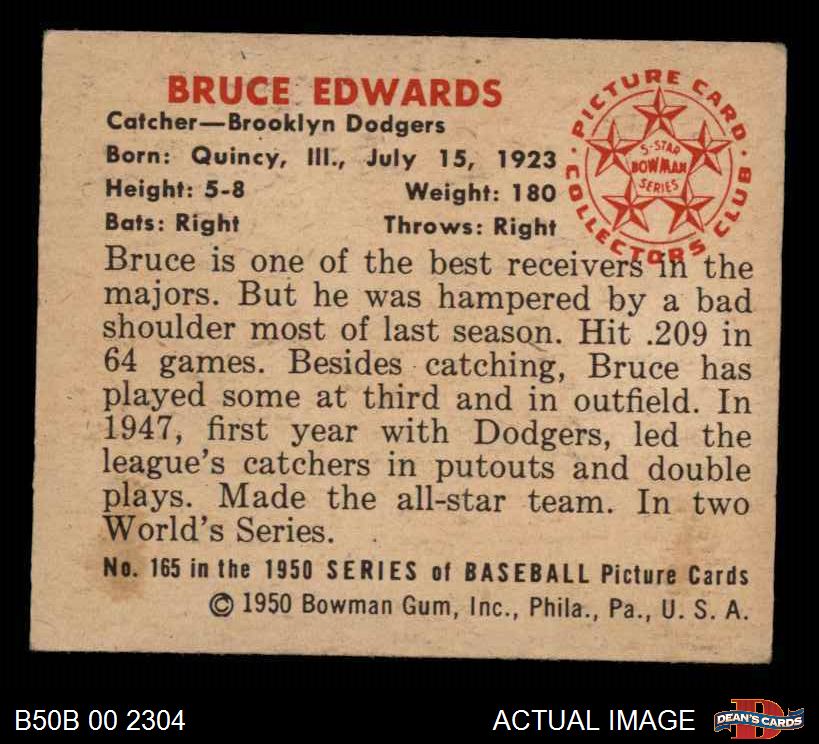 BRUCE EDWARDS
Catcher—Brooklyn Dodgers
Born: Quincy, Ill., July 15, 1923
Height: 5-8 Weight: 180
Bats: Right Throws: Right
PICTURE CARD
COLLECTORS CLUB
5-STAR
BOWMAN
SERIES
Bruce is one of the best receivers in the
majors. But he was hampered by a bad
shoulder most of last season. Hit .209 in
64 games. Besides catching, Bruce has
played some at third and in outfield. In
1947, first year with Dodgers, led the
league's catchers in putouts and double
plays. Made the all-star team. In two
World's Series.
No. 165 in the 1950 SERIES of BASEBALL Picture Cards
© 1950 Bowman Gum, Inc., Phila., Pa., U. S. A.
B50B 00 2304 ACTUAL IMAGE
DEAN'S CARDS